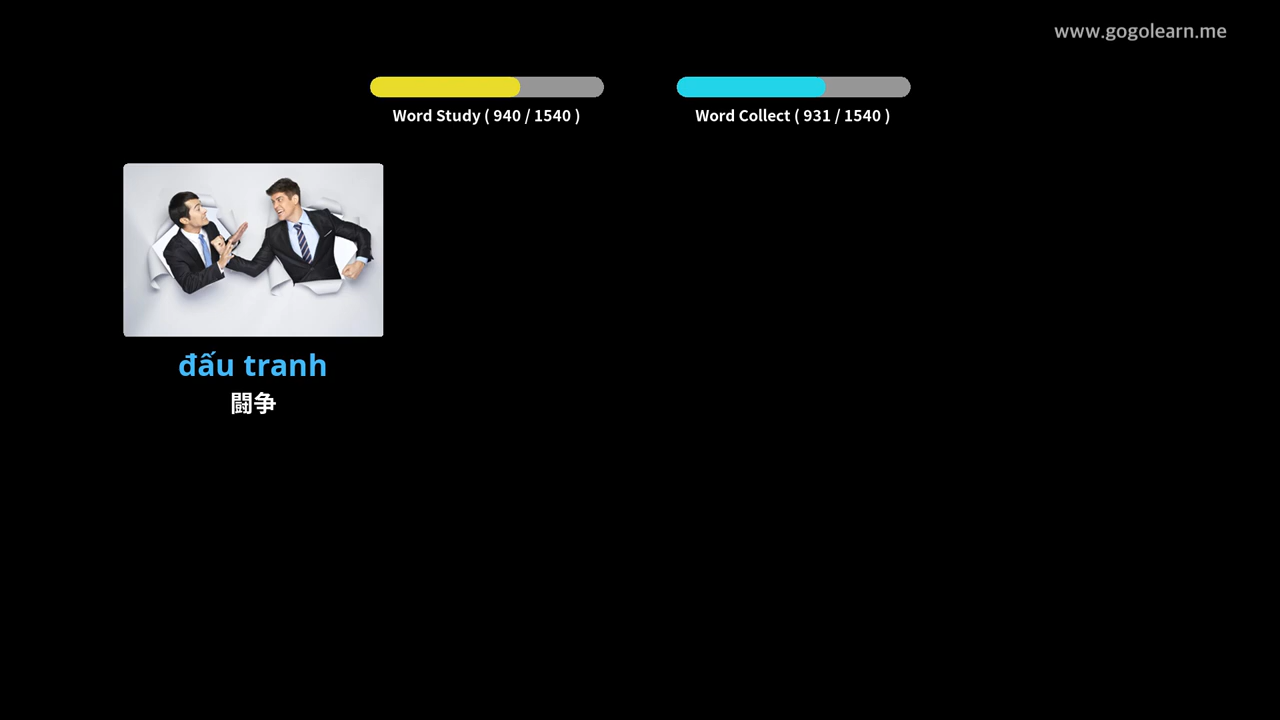 www.gogolearn.me
Word Study ( 940 / 1540 )
Word Collect ( 931 / 1540 )
đấu tranh
闘争